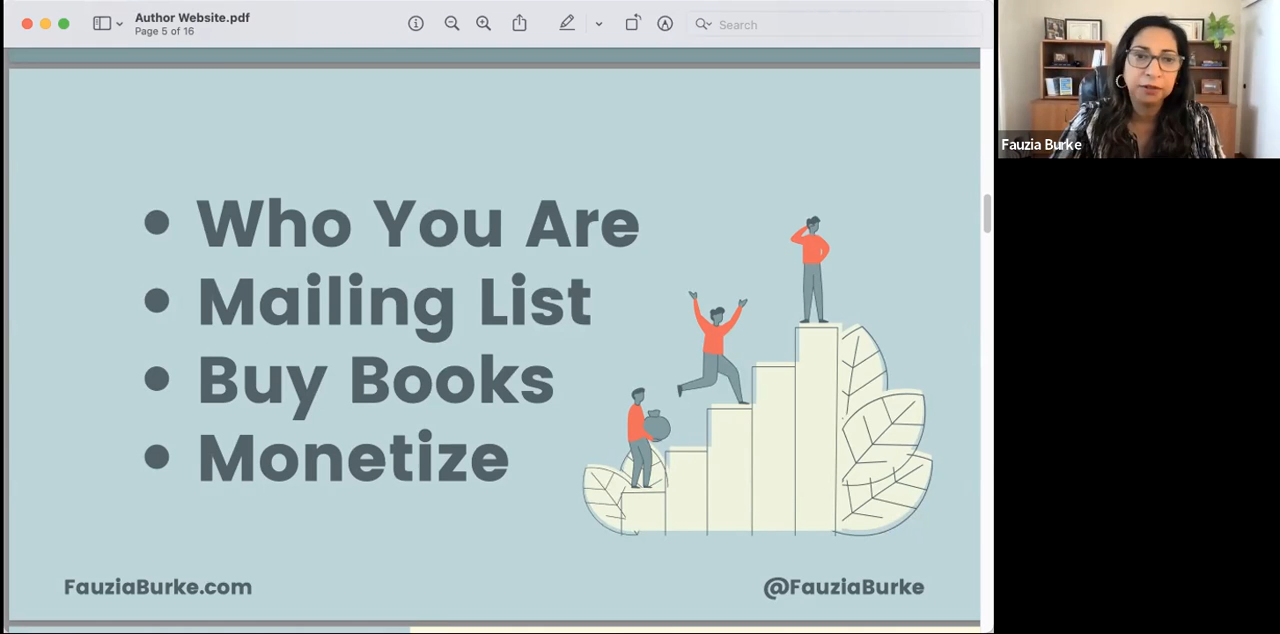 Author Website.pdf
Page 5 of 16
Search
Fauzia Burke
• Who You Are
• Mailing List
• Buy Books
• Monetize
FauziaBurke.com
@FauziaBurke